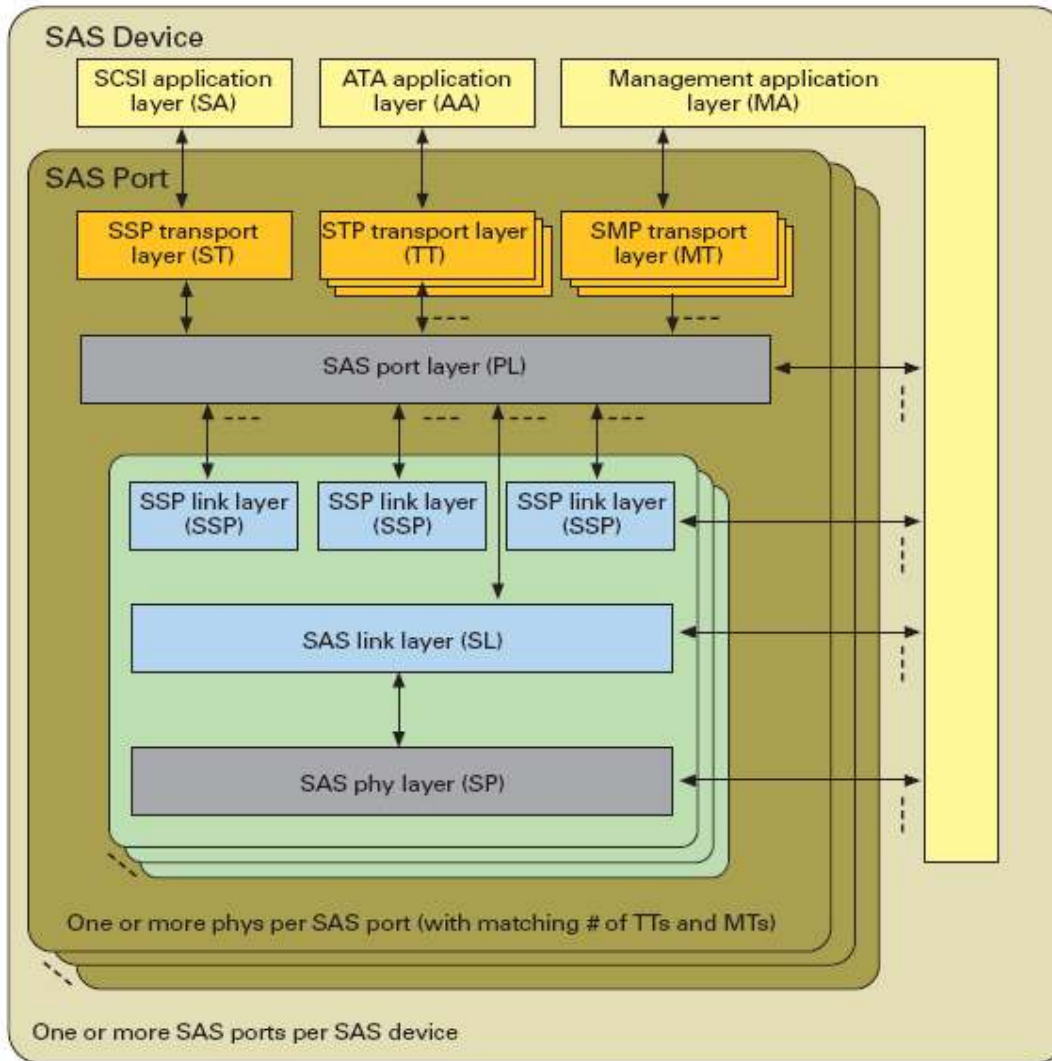 SAS Device
SCSI application
layer (SA)
ATA application
layer (AA)
Management application
layer (MA)
SAS Port
SSP transport
layer (ST)
STP transport layer
(TT)
SMP transport
layer (MT)
SAS port layer (PL)
SSP link layer
(SSP)
SSP link layer
(SSP)
SSP link layer
(SSP)
SAS link layer (SL)
SAS phy layer (SP)
One or more phys per SAS port (with matching # of TTs and MTs)
One or more SAS ports per SAS device